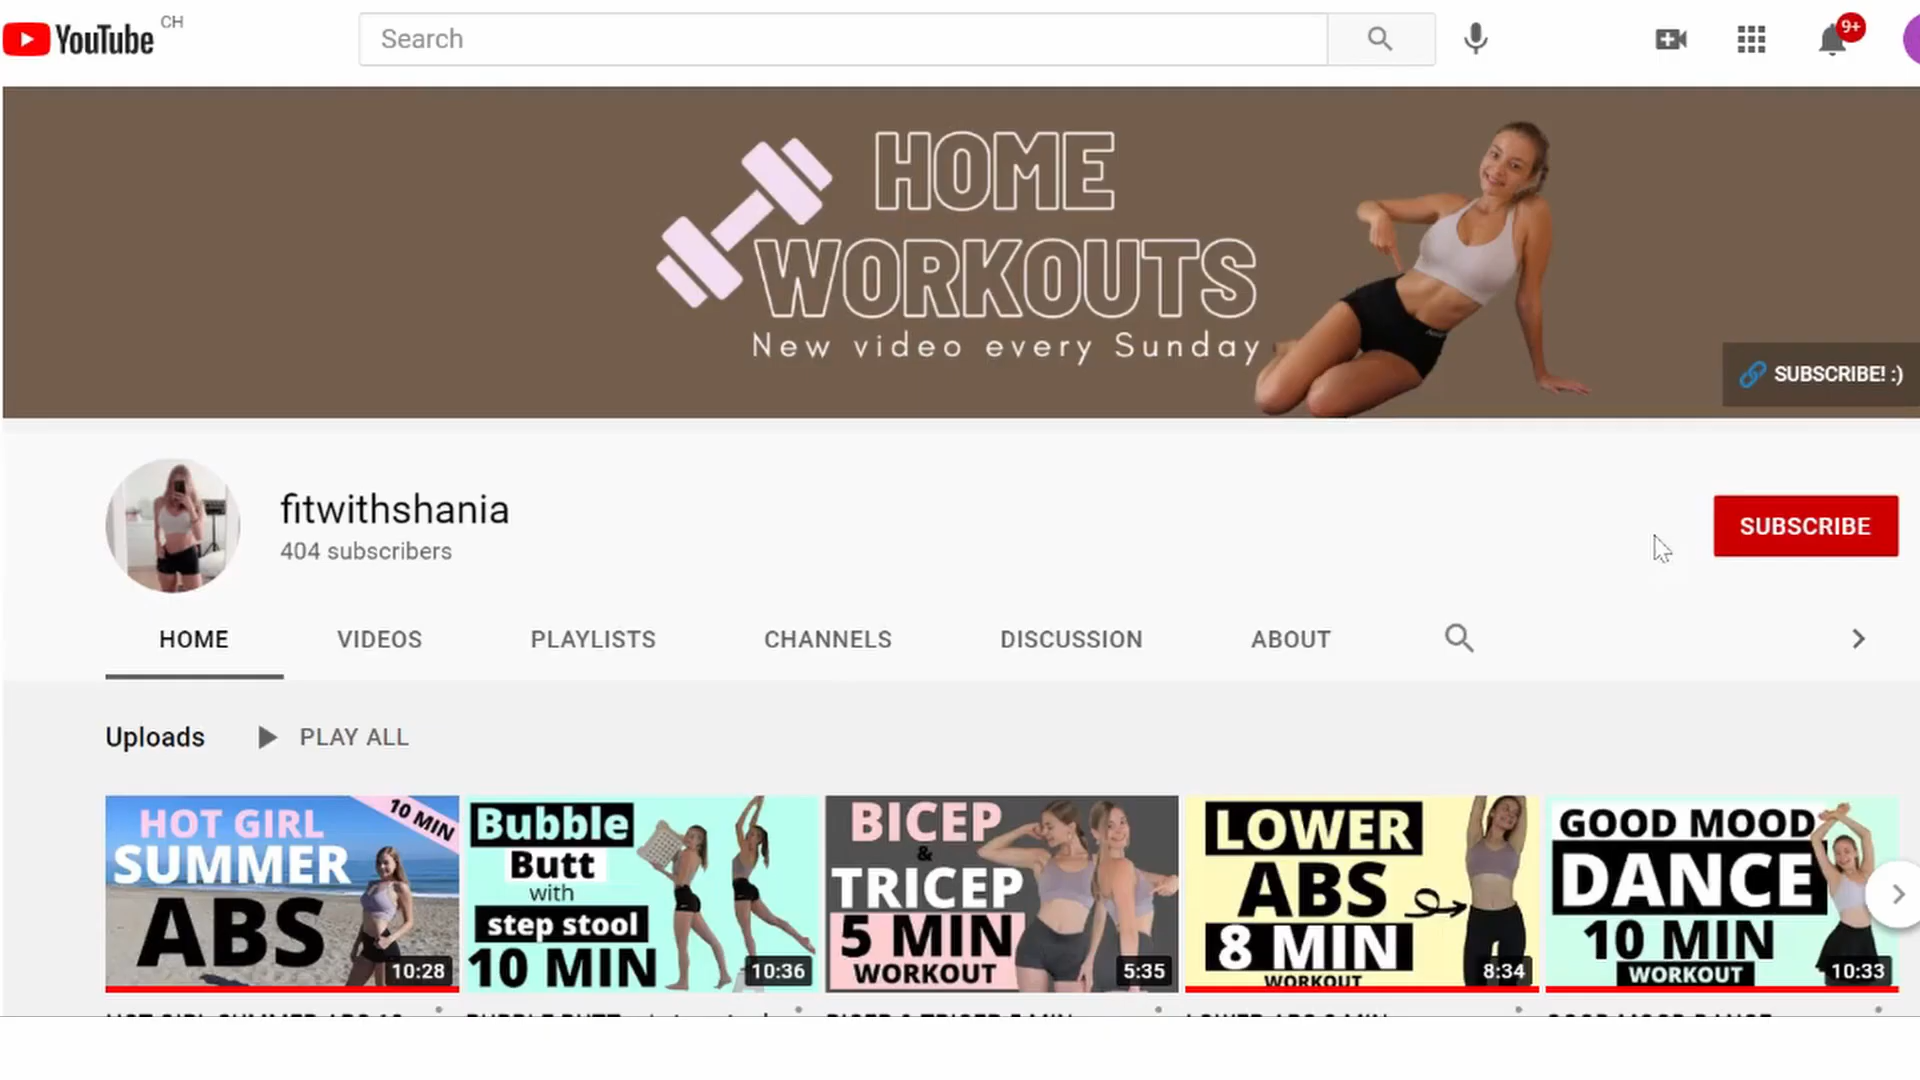 YouTube CH
Search
9+
HOME
WORKOUTS
New video every Sunday
SUBSCRIBE! :)
fitwithshania
404 subscribers
SUBSCRIBE
HOME VIDEOS PLAYLISTS CHANNELS DISCUSSION ABOUT
Uploads PLAY ALL
HOT GIRL
SUMMER
ABS
10 MIN
10:28
Bubble
Butt
with
step stool
10 MIN
10:36
BICEP
&
TRICEP
5 MIN
WORKOUT
5:35
LOWER
ABS
8 MIN
WORKOUT
8:34
GOOD MOOD
DANCE
10 MIN
WORKOUT
10:33